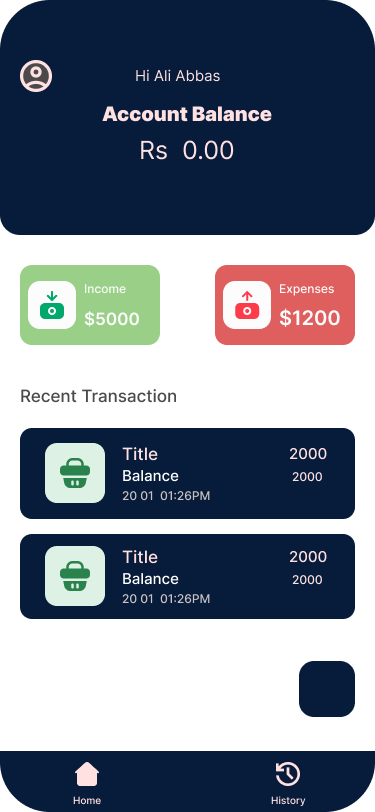 Hi Ali Abbas
Account Balance
Rs 0.00
Income
$5000
Expenses
$1200
Recent Transaction
Title 2000
Balance 2000
20 01 01:26PM
Title 2000
Balance 2000
20 01 01:26PM
Home
History